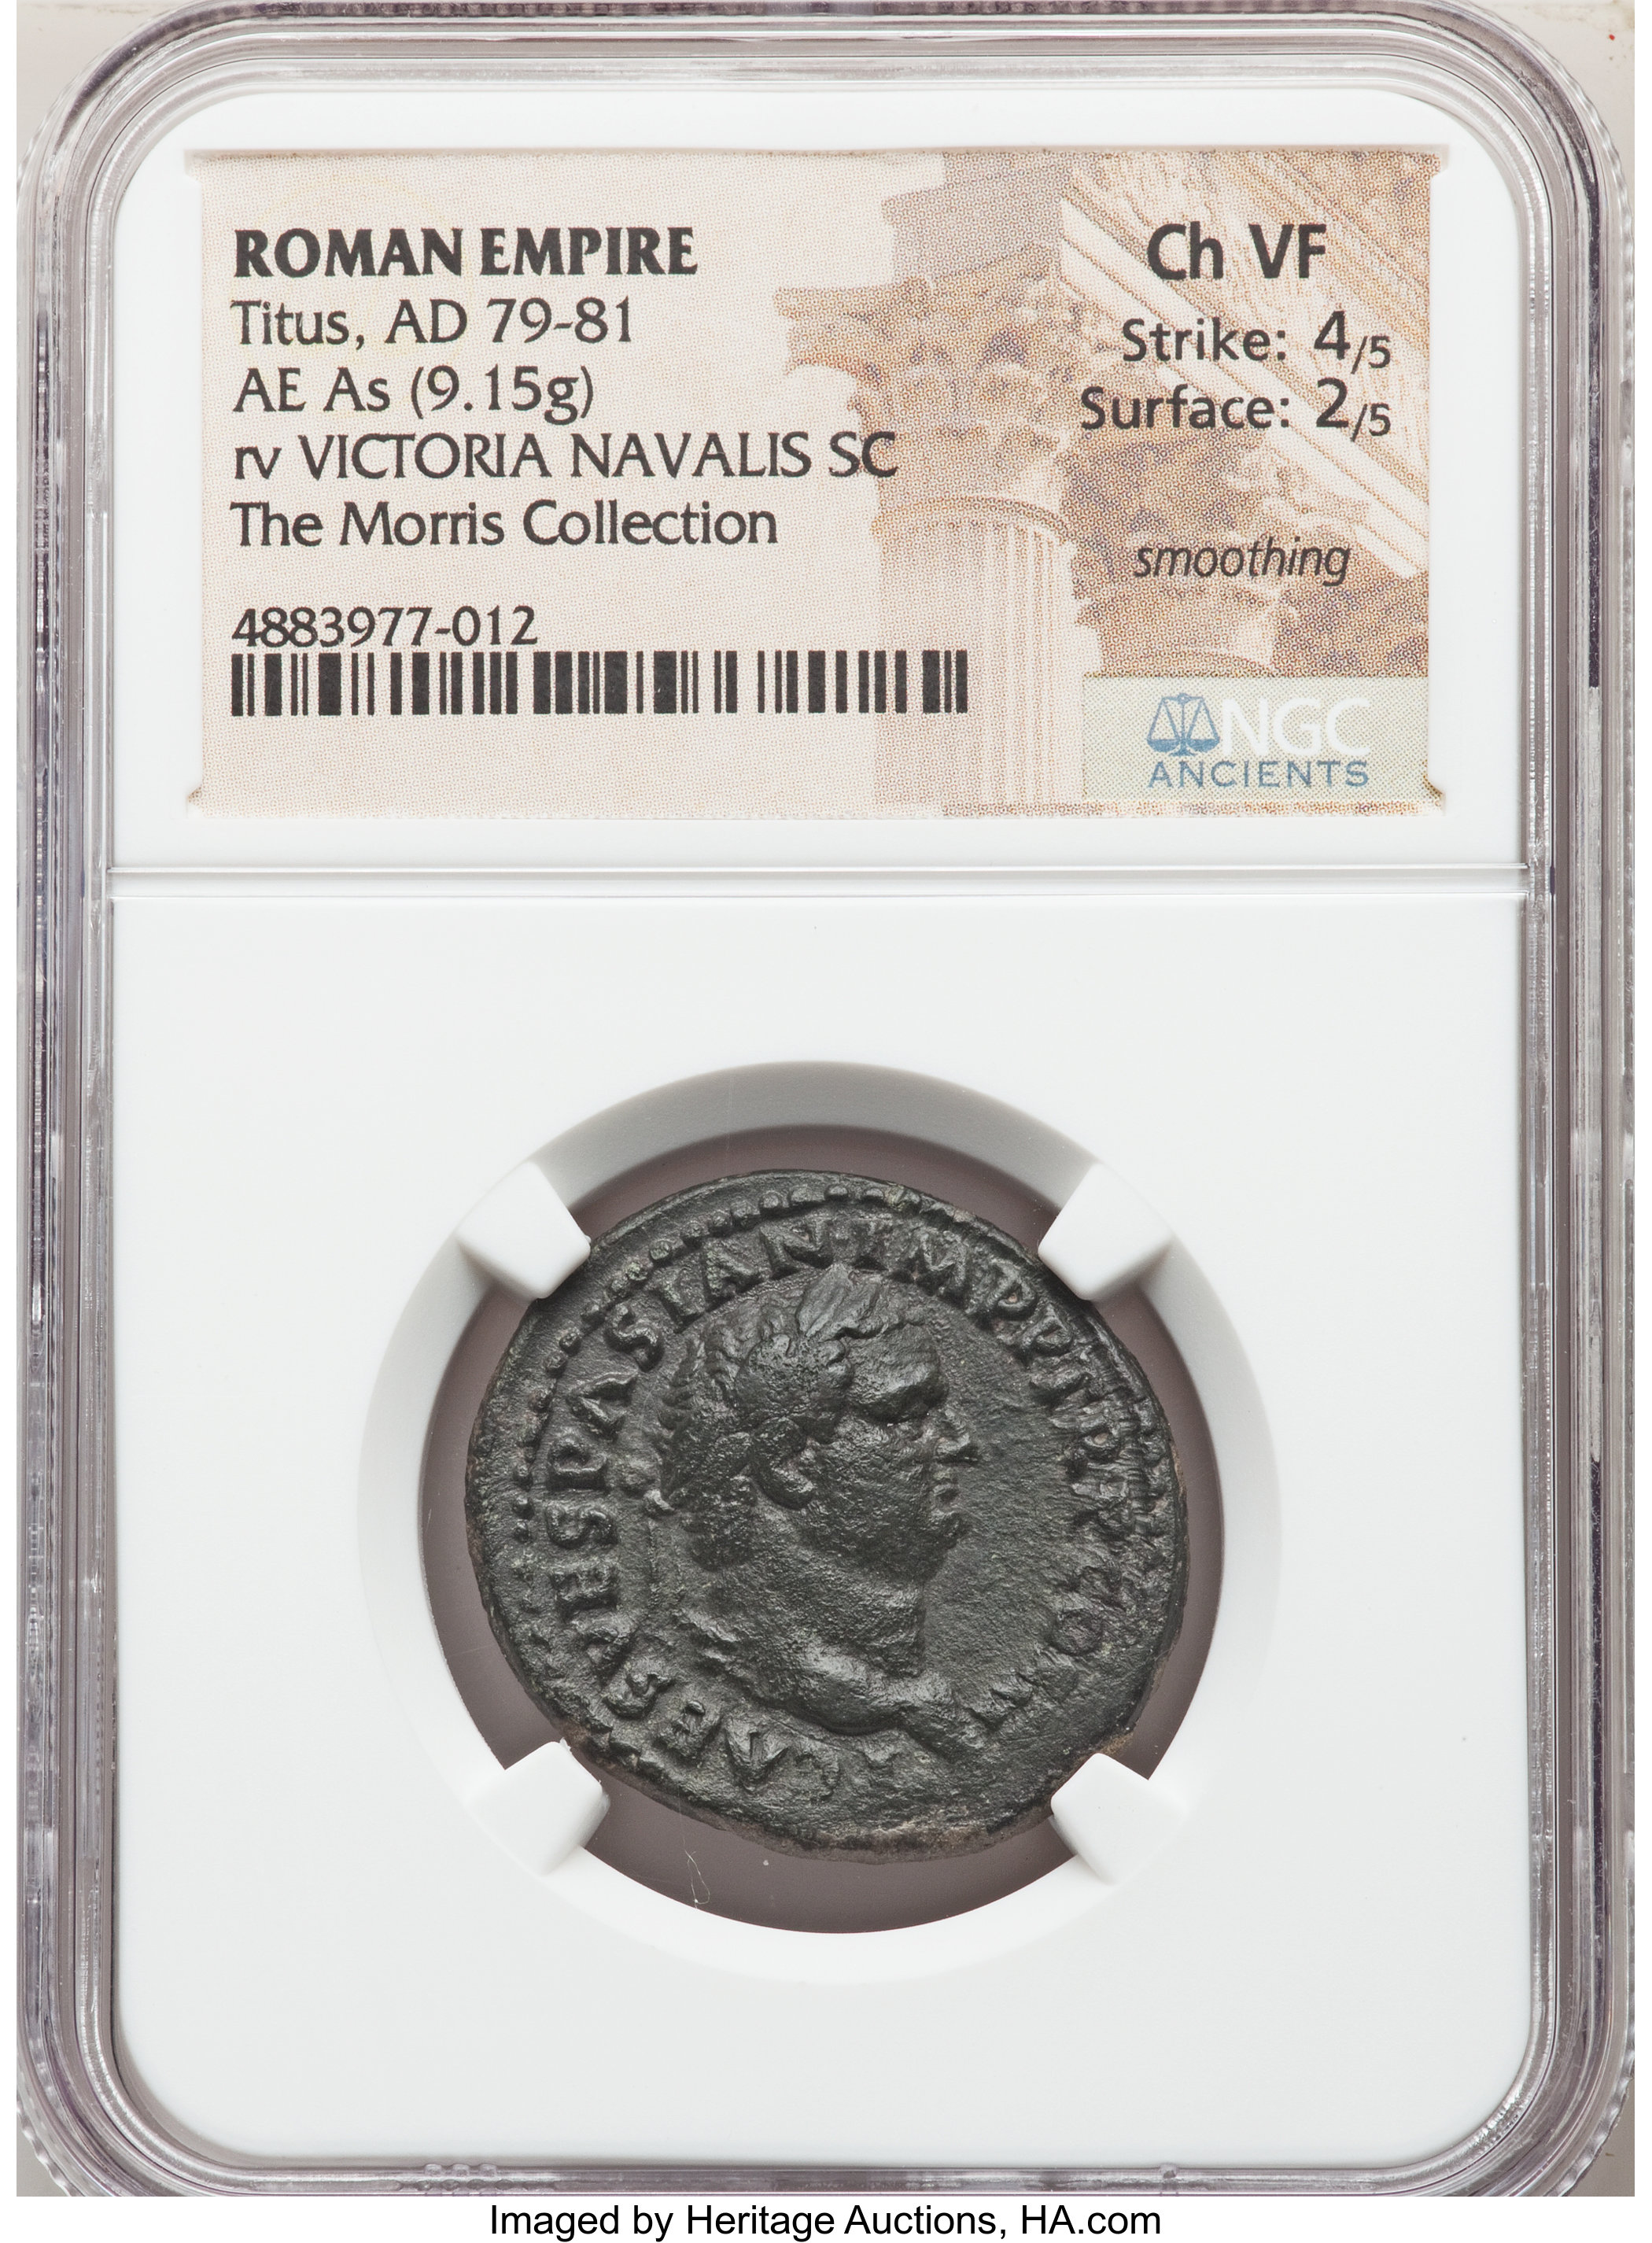 ROMAN EMPIRE
Titus, AD 79-81
AE As (9.15g)
rv VICTORIA NAVALIS SC
The Morris Collection
4883977-012
Ch VF
Strike: 4/5
Surface: 2/5
smoothing
NGC
ANCIENTS
CAES VESPASIAN IMP P TR P
Imaged by Heritage Auctions, HA.com